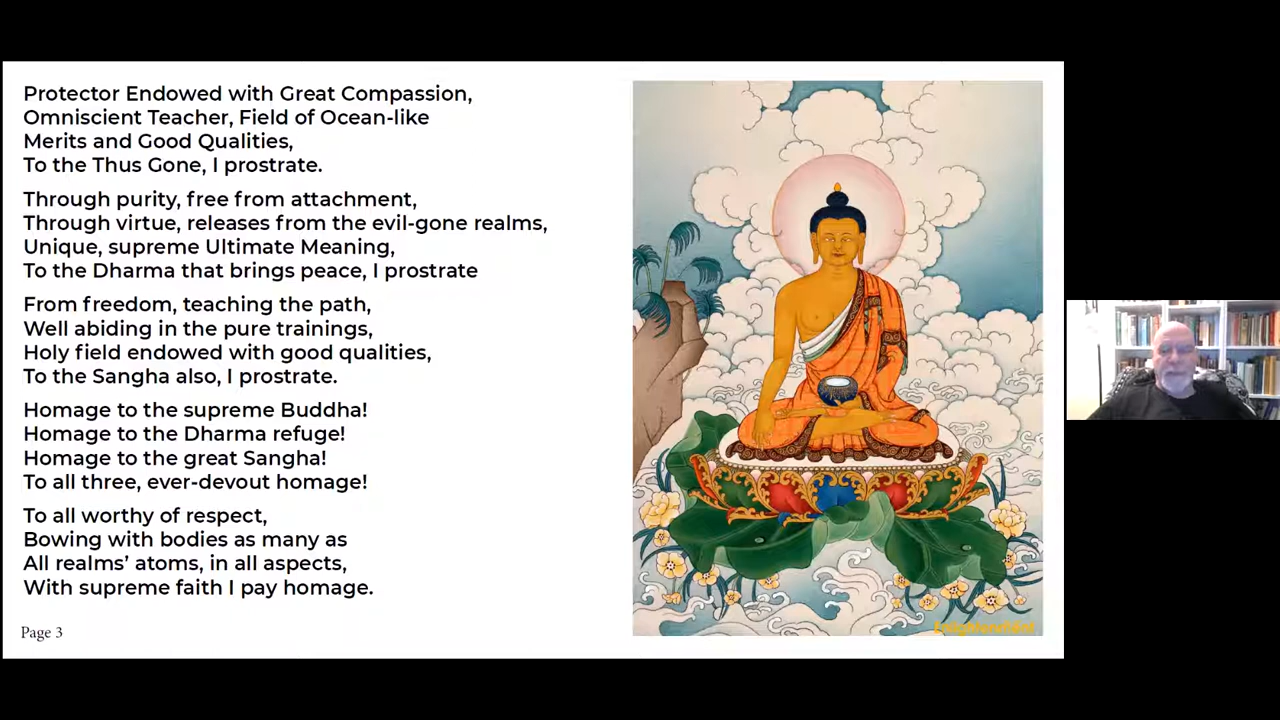 Protector Endowed with Great Compassion,
Omniscient Teacher, Field of Ocean-like
Merits and Good Qualities,
To the Thus Gone, I prostrate.
Through purity, free from attachment,
Through virtue, releases from the evil-gone realms,
Unique, supreme Ultimate Meaning,
To the Dharma that brings peace, I prostrate
From freedom, teaching the path,
Well abiding in the pure trainings,
Holy field endowed with good qualities,
To the Sangha also, I prostrate.
Homage to the supreme Buddha!
Homage to the Dharma refuge!
Homage to the great Sangha!
To all three, ever-devout homage!
To all worthy of respect,
Bowing with bodies as many as
All realms’ atoms, in all aspects,
With supreme faith I pay homage.
Page 3